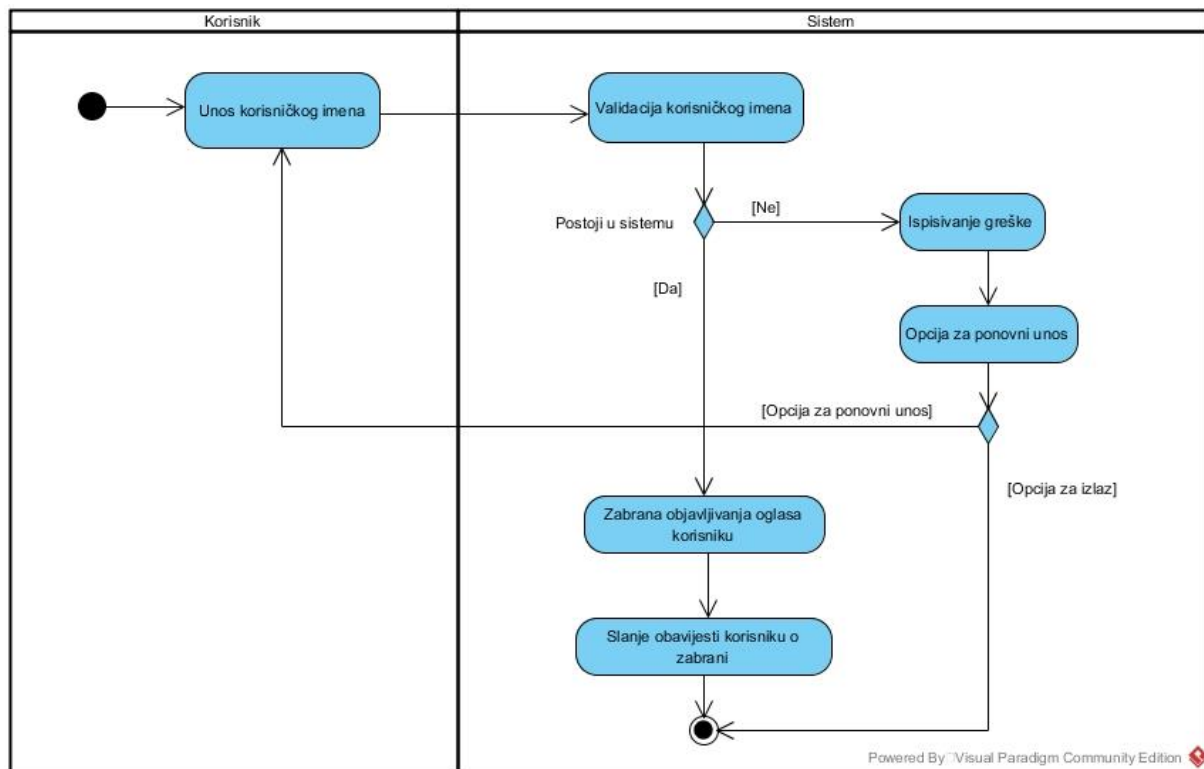 Korisnik
Sistem
Unos korisničkog imena
Validacija korisničkog imena
Postoji u sistemu
[Ne]
Ispisivanje greške
[Da]
Opcija za ponovni unos
[Opcija za ponovni unos]
[Opcija za izlaz]
Zabrana objavljivanja oglasa
korisniku
Slanje obavijesti korisniku o
zabrani
Powered By Visual Paradigm Community Edition